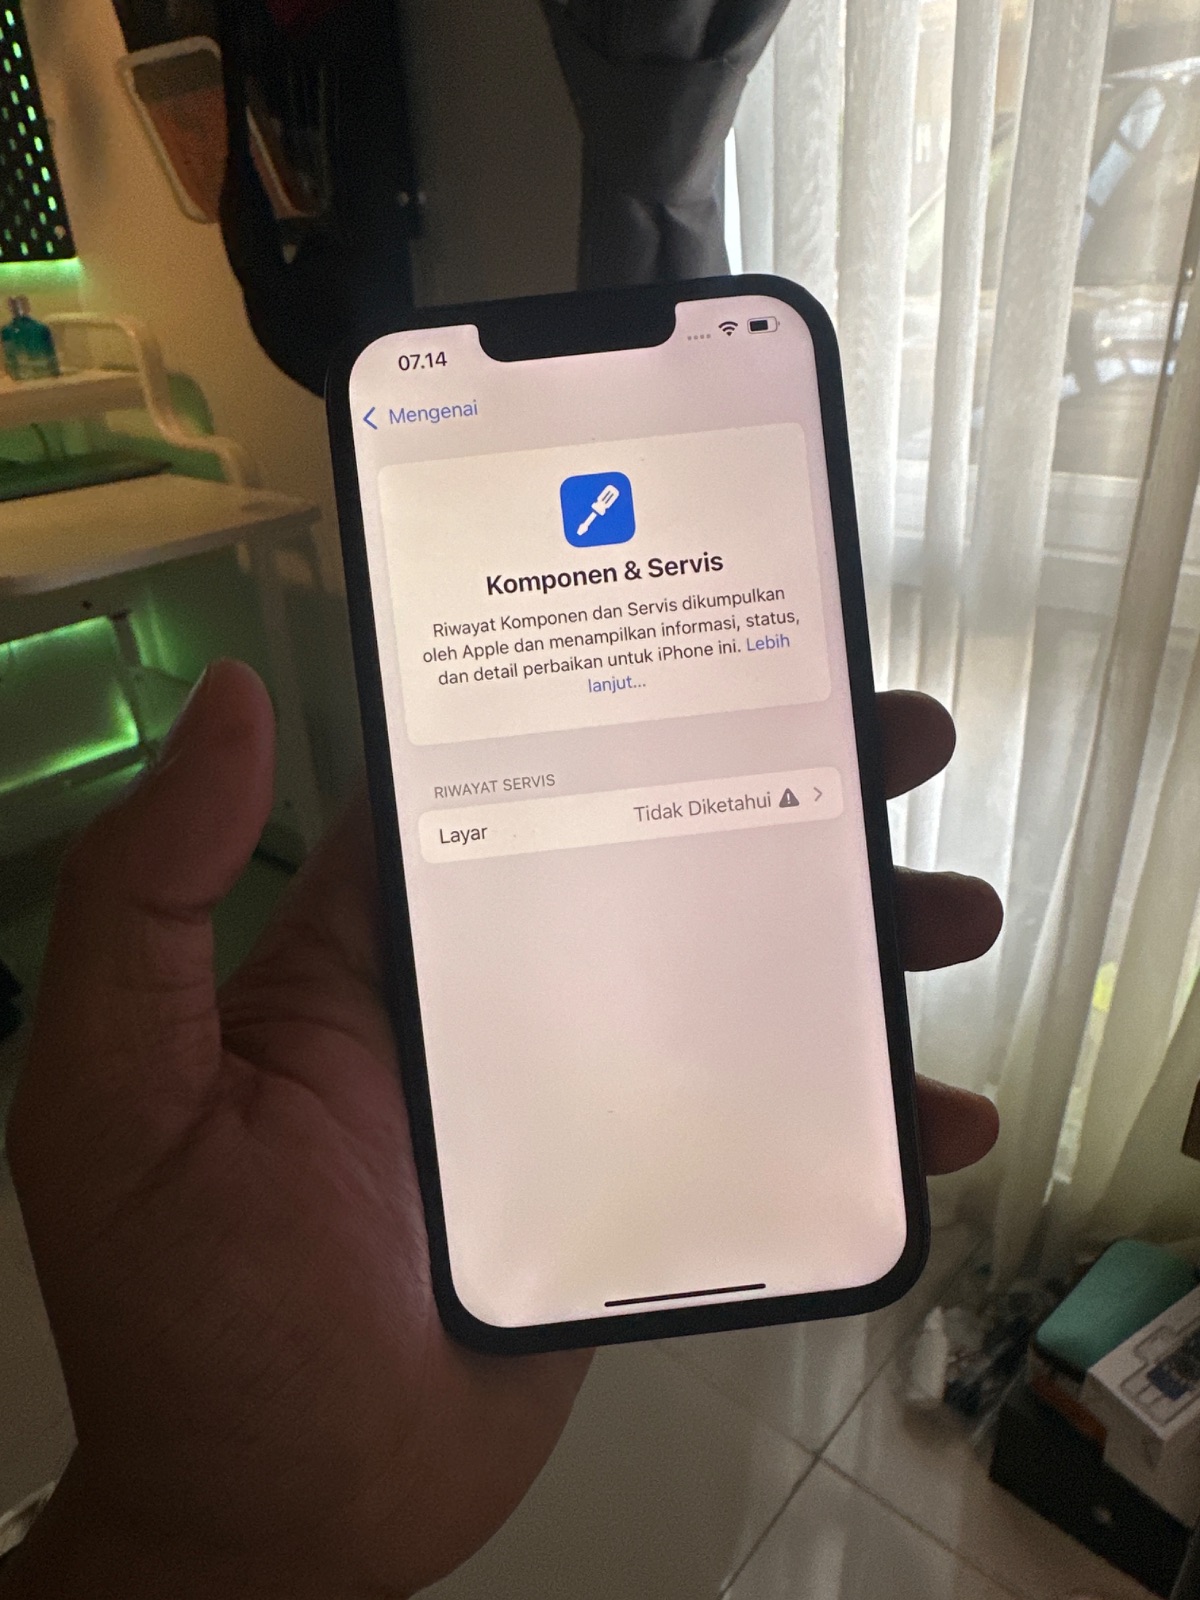 07.14
Mengenai
Komponen & Servis
Riwayat Komponen dan Servis dikumpulkan
oleh Apple dan menampilkan informasi, status,
dan detail perbaikan untuk iPhone ini. Lebih
lanjut...
RIWAYAT SERVIS
Layar Tidak Diketahui